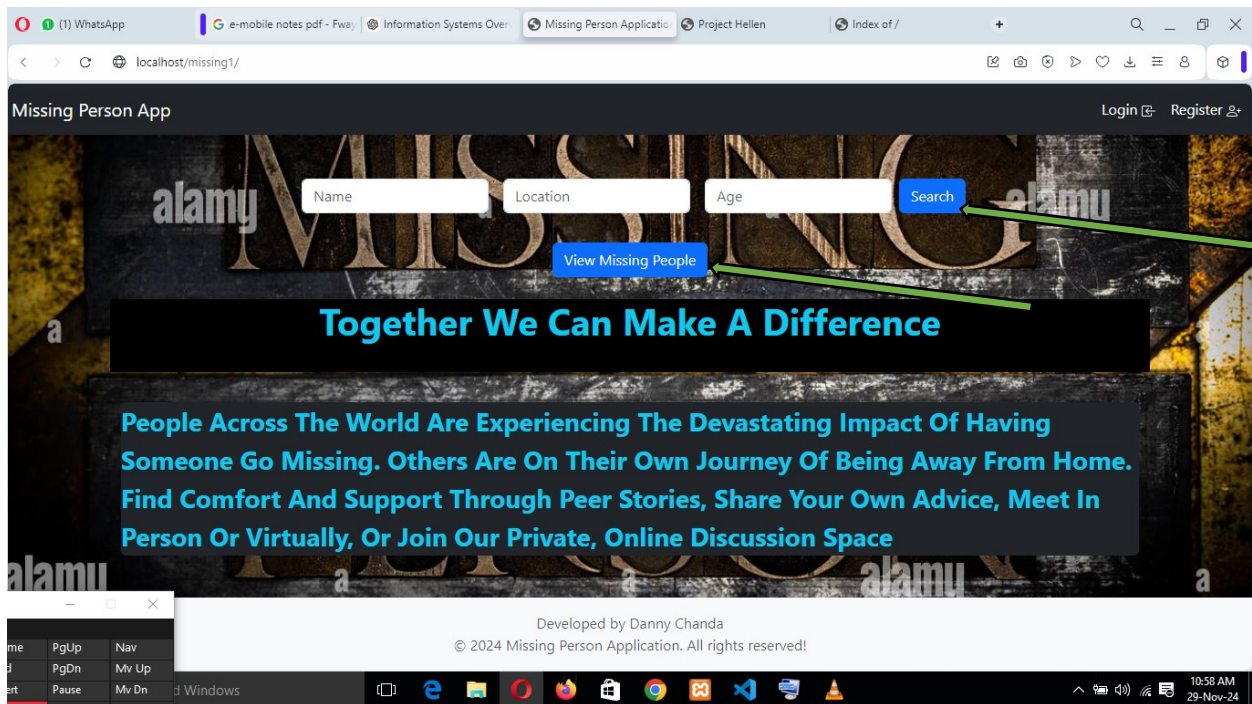 (1) WhatsApp
e-mobile notes pdf - Fway
Information Systems Over
Missing Person Applicatio
Project Hellen
Index of /
localhost/missing1/
Missing Person App
Login
Register
MISSING
alamy
alamy
Name
Location
Age
Search
View Missing People
a
Together We Can Make A Difference
People Across The World Are Experiencing The Devastating Impact Of Having
Someone Go Missing. Others Are On Their Own Journey Of Being Away From Home.
Find Comfort And Support Through Peer Stories, Share Your Own Advice, Meet In
Person Or Virtually, Or Join Our Private, Online Discussion Space
alamy
a
a
alamy
a
Developed by Danny Chanda
© 2024 Missing Person Application. All rights reserved!
me PgUp Nav
d PgDn Mv Up
ert Pause Mv Dn
d Windows
10:58 AM
29-Nov-24